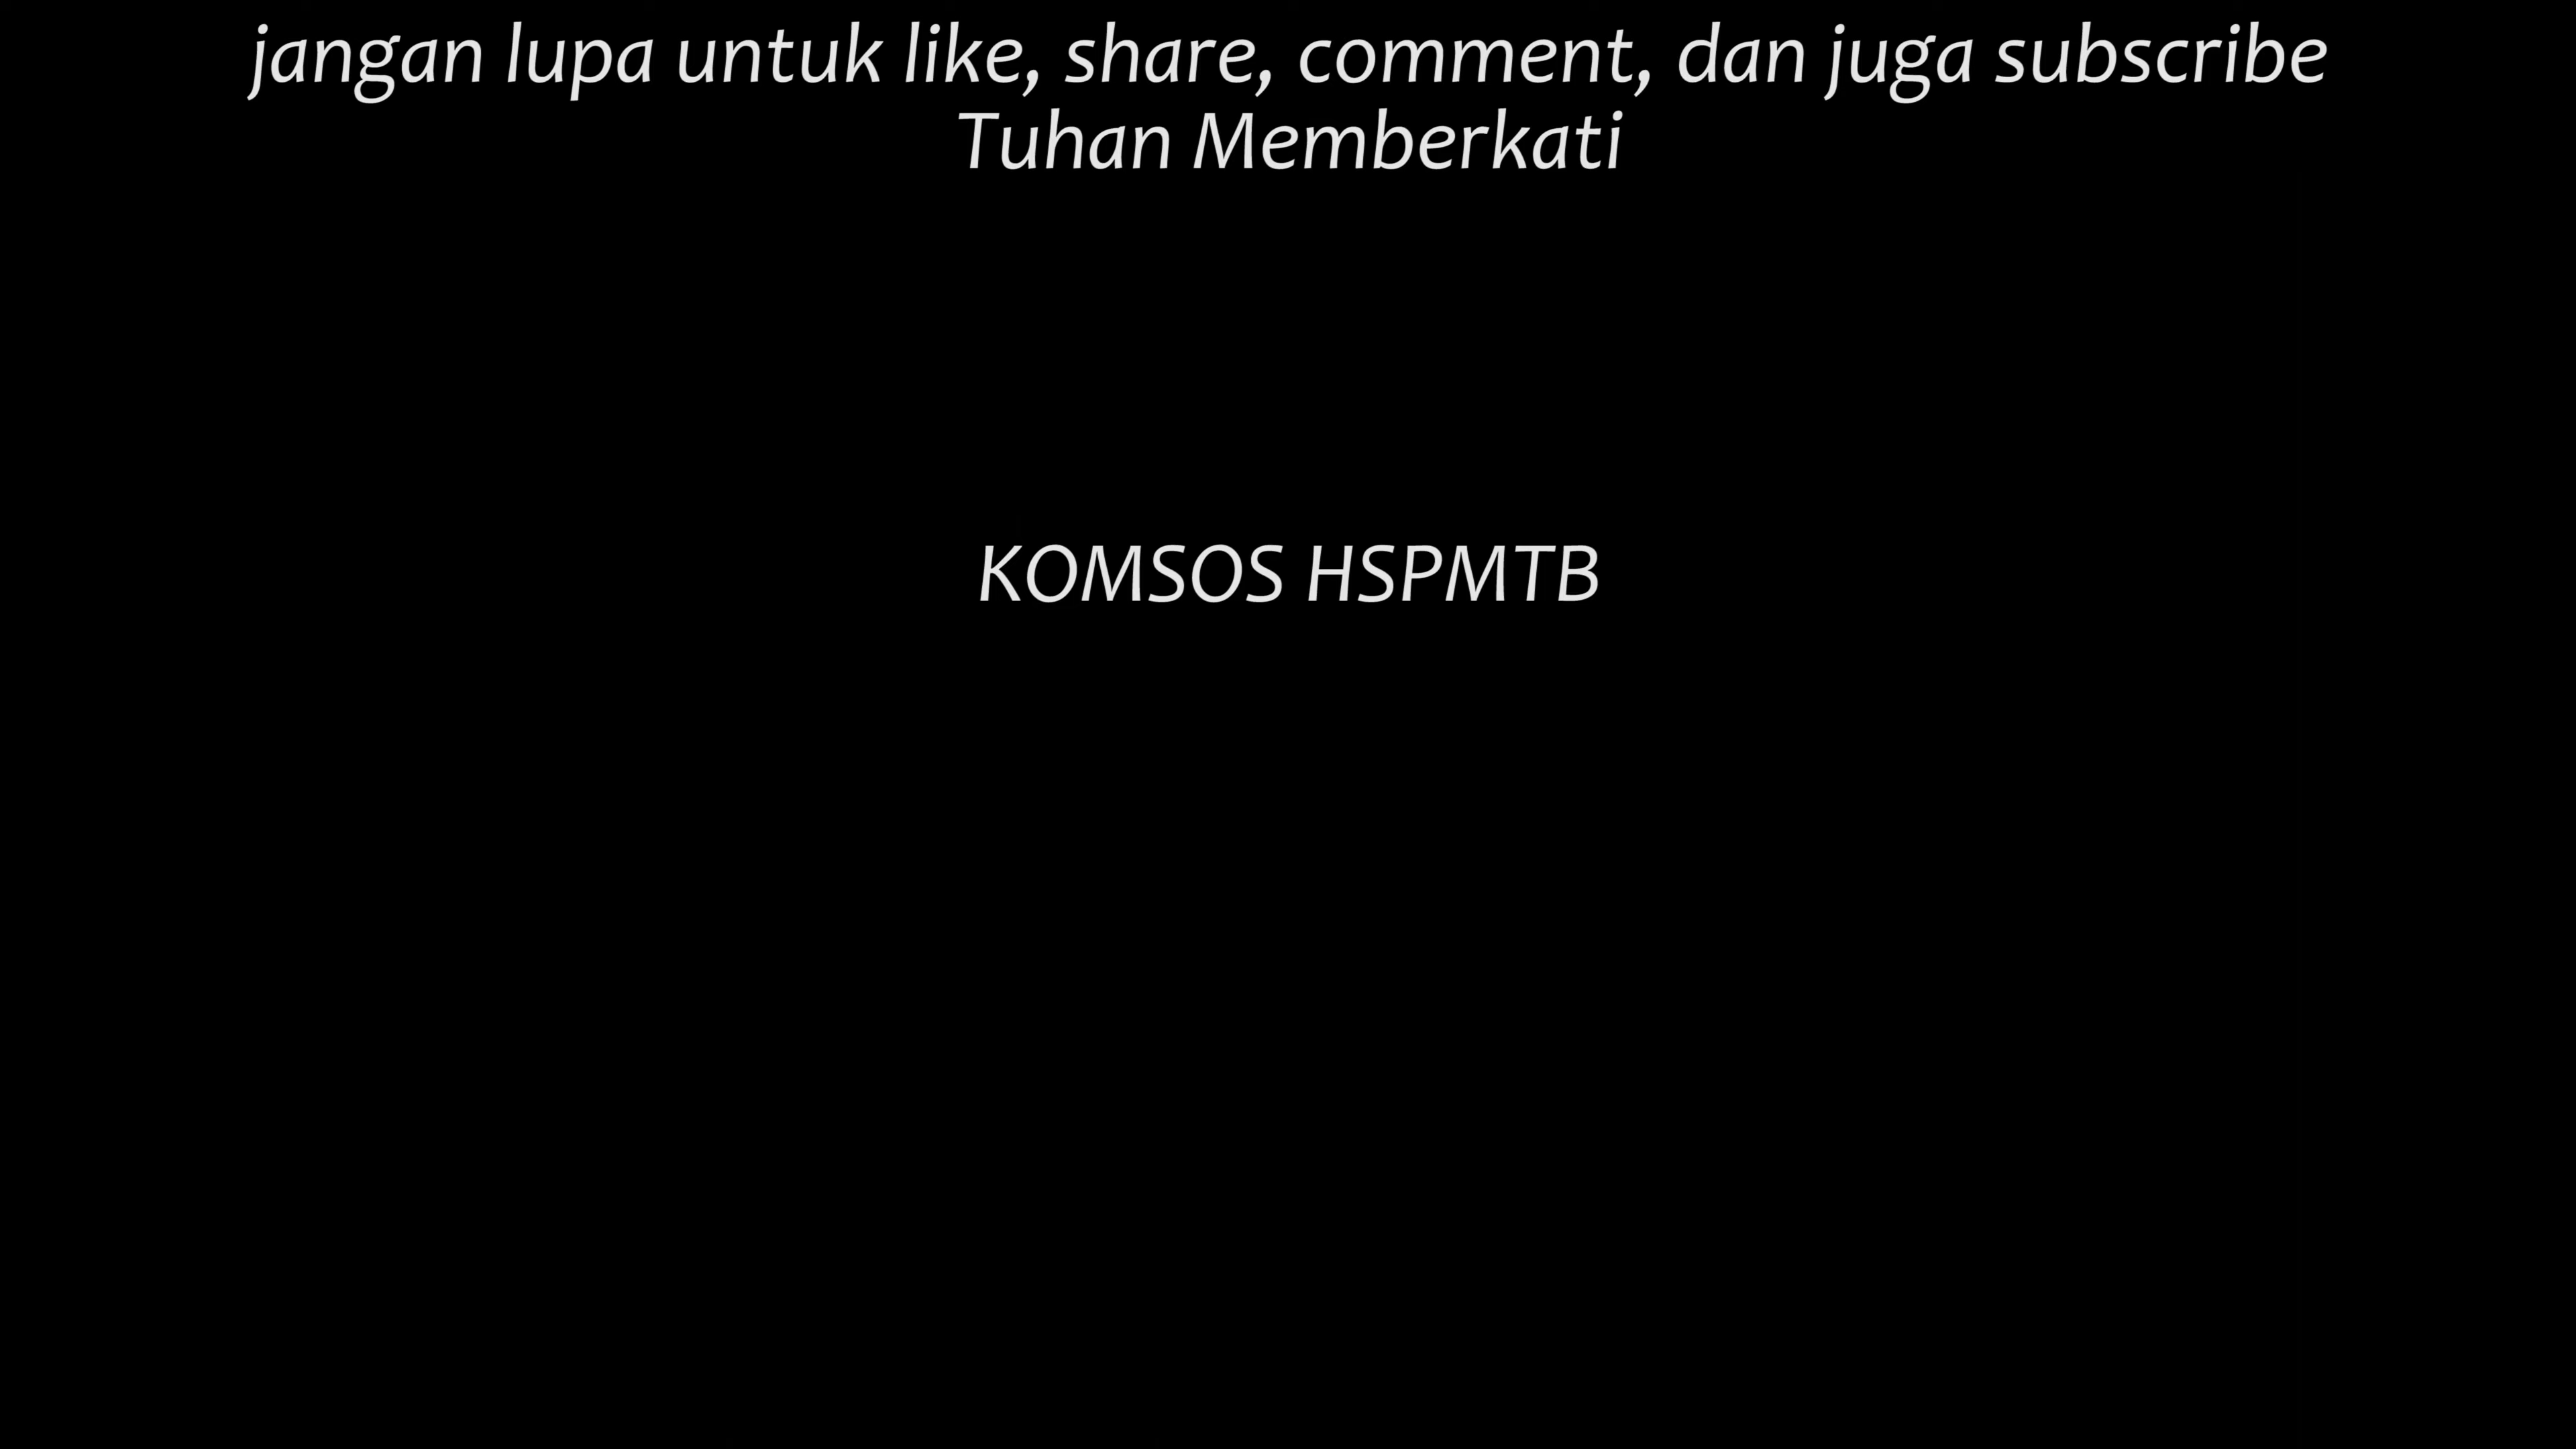 jangan lupa untuk like, share, comment, dan juga subscribe
Tuhan Memberkati
KOMSOS HSPMTB